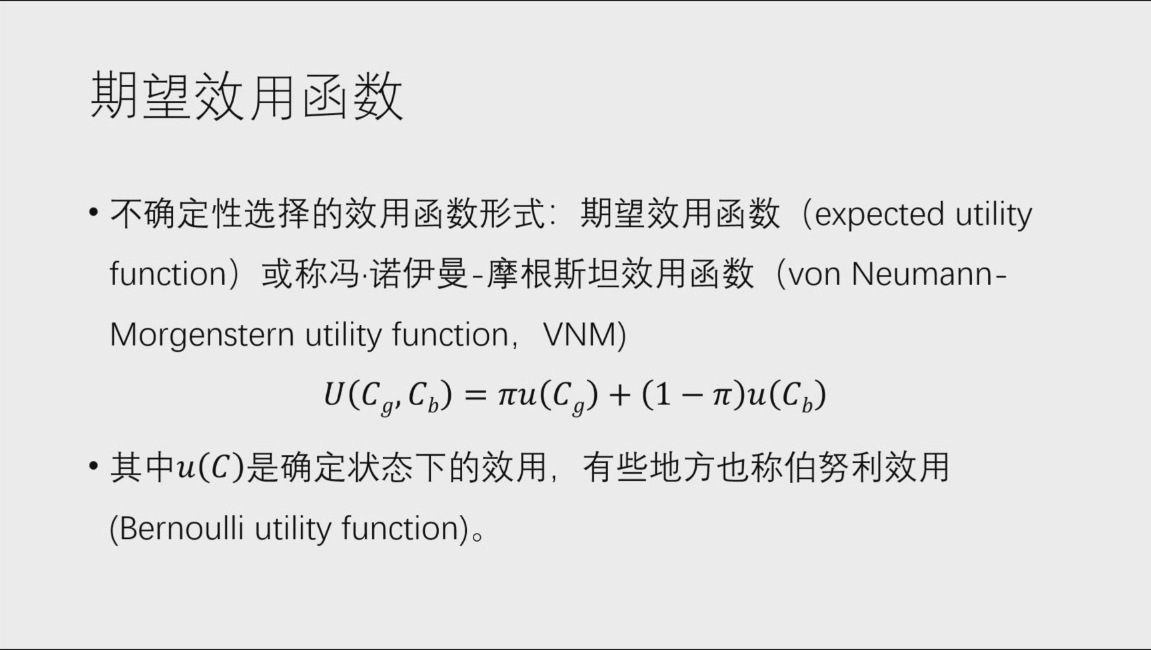 期望效用函数
• 不确定性选择的效用函数形式：期望效用函数（expected utility
function）或称冯·诺伊曼-摩根斯坦效用函数（von Neumann-
Morgenstern utility function，VNM)
U(C_g, C_b) = πu(C_g) + (1 − π)u(C_b)
• 其中u(C)是确定状态下的效用，有些地方也称伯努利效用
(Bernoulli utility function)。